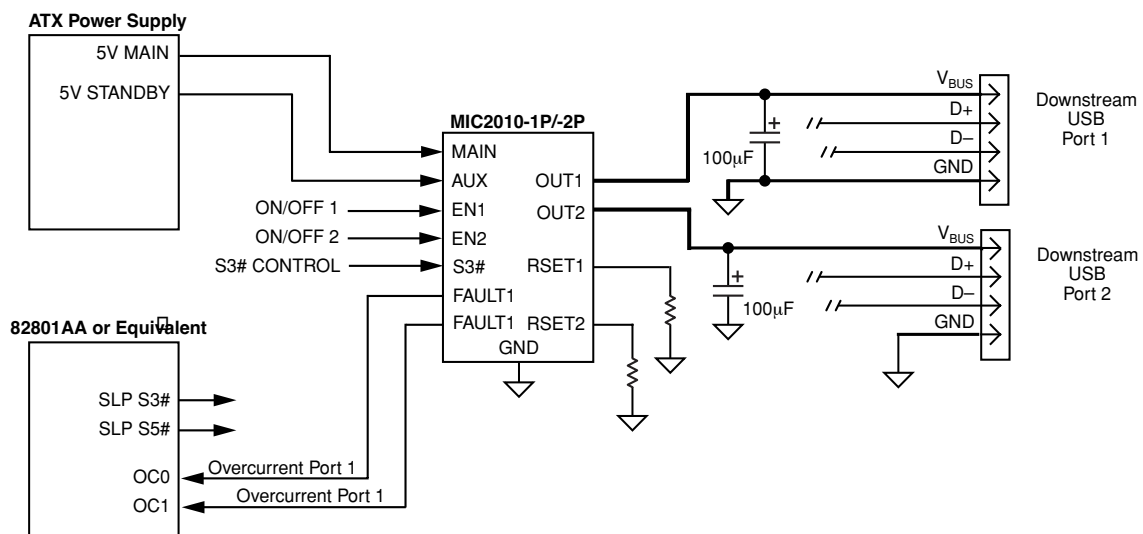 ATX Power Supply
5V MAIN
5V STANDBY
MIC2010-1P/-2P
MAIN
AUX
EN1
EN2
S3#
FAULT1
FAULT1
OUT1
OUT2
RSET1
RSET2
GND
ON/OFF 1
ON/OFF 2
S3# CONTROL
82801AA or Equivalent
SLP S3#
SLP S5#
OC0
OC1
Overcurrent Port 1
Overcurrent Port 1
100µF
+
VBUS
D+
D–
GND
Downstream
USB
Port 1
100µF
+
VBUS
D+
D–
GND
Downstream
USB
Port 2